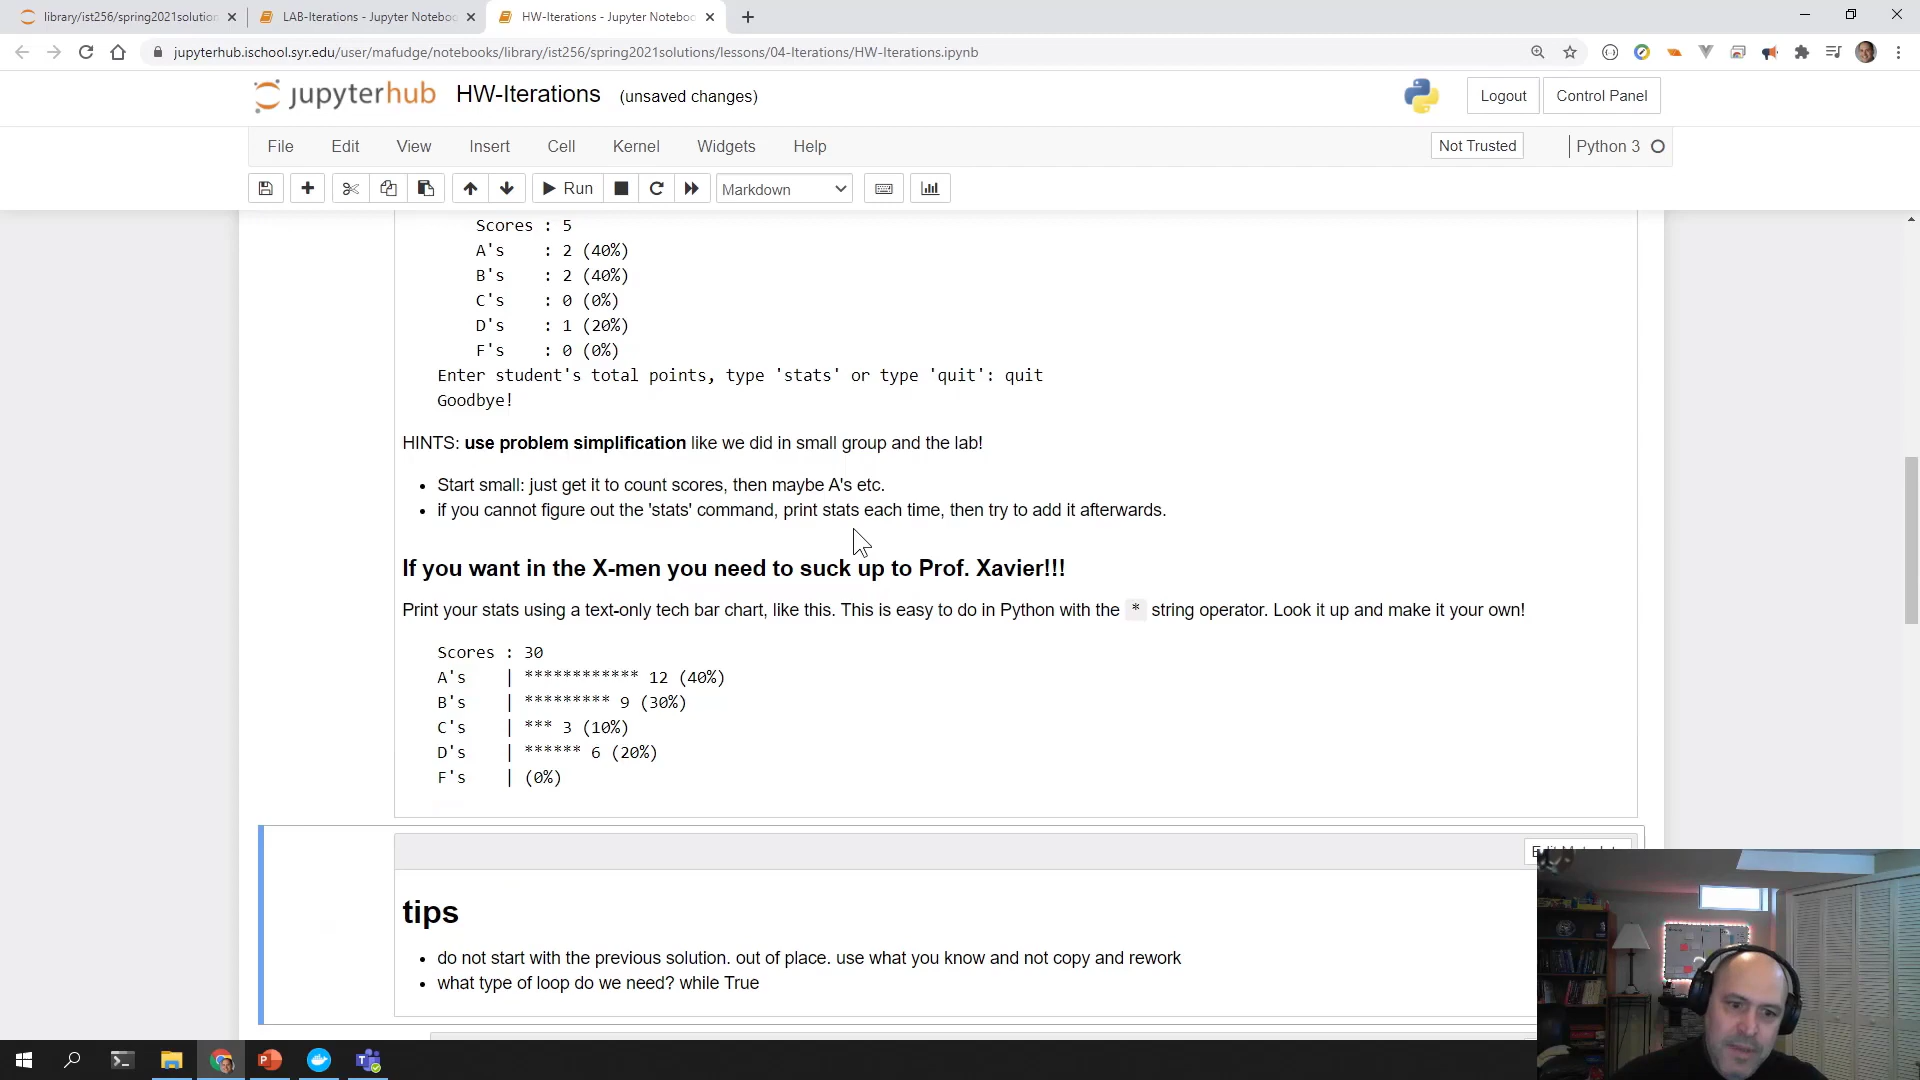 library/ist256/spring2021solution
LAB-Iterations - Jupyter Notebo
HW-Iterations - Jupyter Notebo
jupyterhub.ischool.syr.edu/user/mafudge/notebooks/library/ist256/spring2021solutions/lessons/04-Iterations/HW-Iterations.ipynb
jupyterhub HW-Iterations (unsaved changes)
Logout Control Panel
File Edit View Insert Cell Kernel Widgets Help
Not Trusted Python 3
Run Markdown
Scores : 5
A's : 2 (40%)
B's : 2 (40%)
C's : 0 (0%)
D's : 1 (20%)
F's : 0 (0%)
Enter student's total points, type 'stats' or type 'quit': quit
Goodbye!
HINTS: use problem simplification like we did in small group and the lab!
• Start small: just get it to count scores, then maybe A's etc.
• if you cannot figure out the 'stats' command, print stats each time, then try to add it afterwards.
If you want in the X-men you need to suck up to Prof. Xavier!!!
Print your stats using a text-only tech bar chart, like this. This is easy to do in Python with the * string operator. Look it up and make it your own!
Scores : 30
A's | ************ 12 (40%)
B's | ********* 9 (30%)
C's | *** 3 (10%)
D's | ****** 6 (20%)
F's | (0%)
tips
• do not start with the previous solution. out of place. use what you know and not copy and rework
• what type of loop do we need? while True